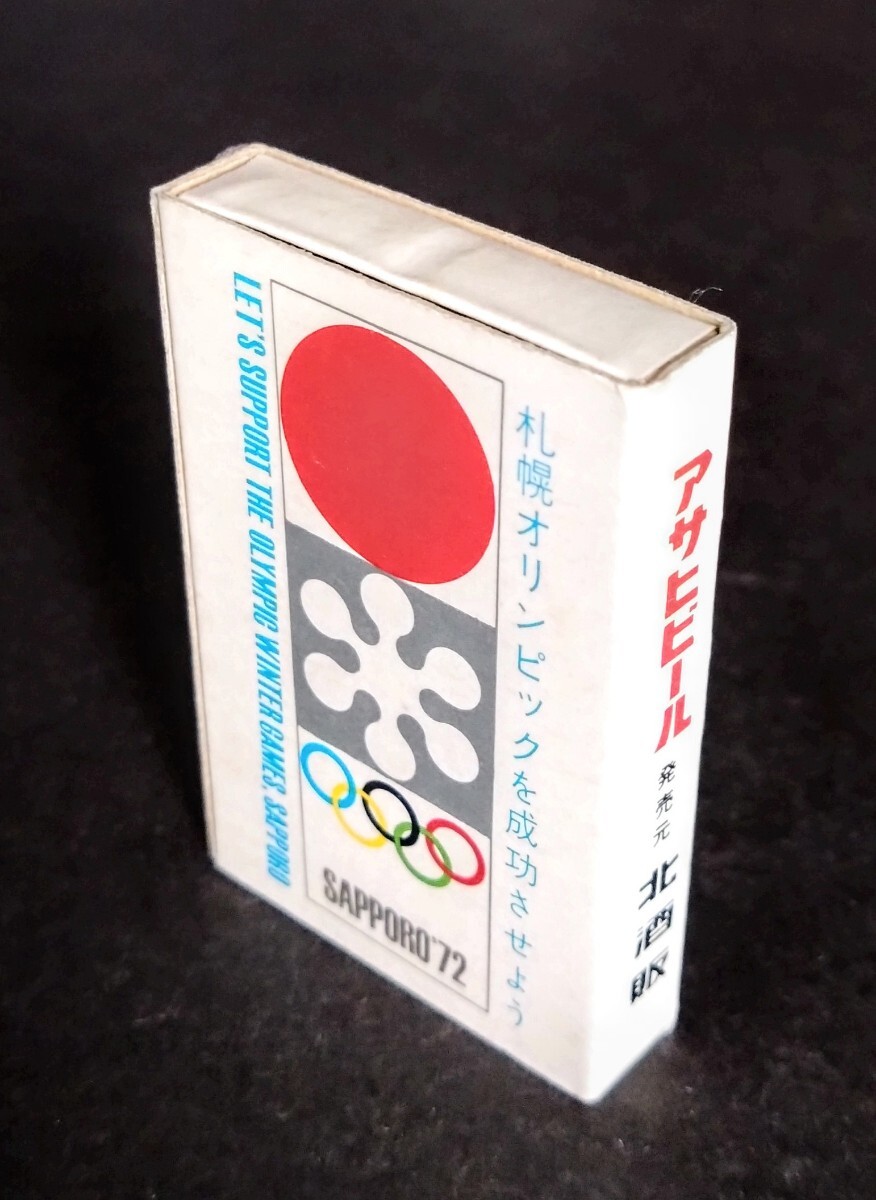 LET'S SUPPORT THE OLYMPIC WINTER GAMES, SAPPORO
SAPPORO'72
札幌オリンピックを成功させよう
アサヒビール
発売元
北酒販